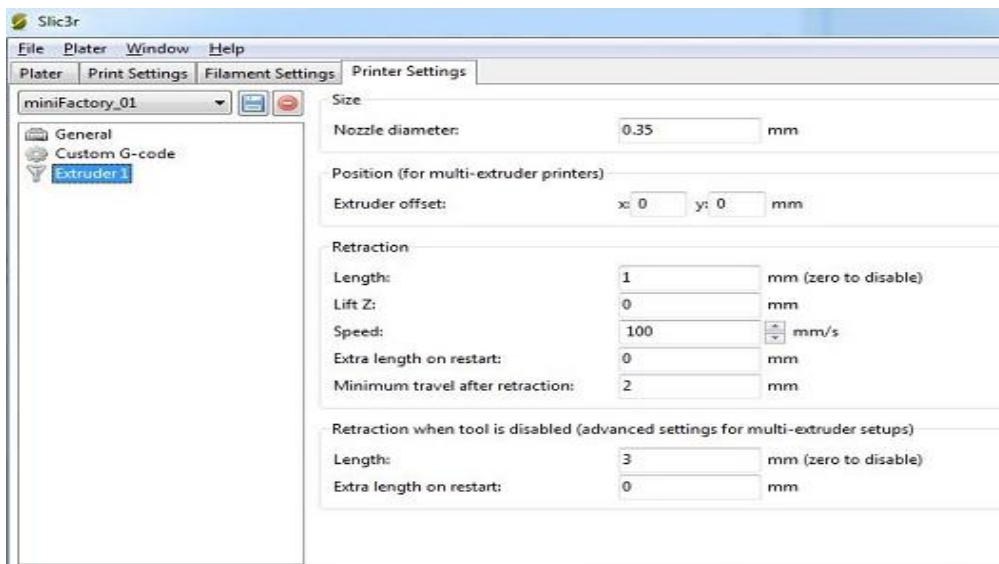 Slic3r
File Plater Window Help
Plater Print Settings Filament Settings Printer Settings
miniFactory_01
General
Custom G-code
Extruder 1
Size
Nozzle diameter: 0.35 mm
Position (for multi-extruder printers)
Extruder offset: x: 0 y: 0 mm
Retraction
Length: 1 mm (zero to disable)
Lift Z: 0 mm
Speed: 100 mm/s
Extra length on restart: 0 mm
Minimum travel after retraction: 2 mm
Retraction when tool is disabled (advanced settings for multi-extruder setups)
Length: 3 mm (zero to disable)
Extra length on restart: 0 mm